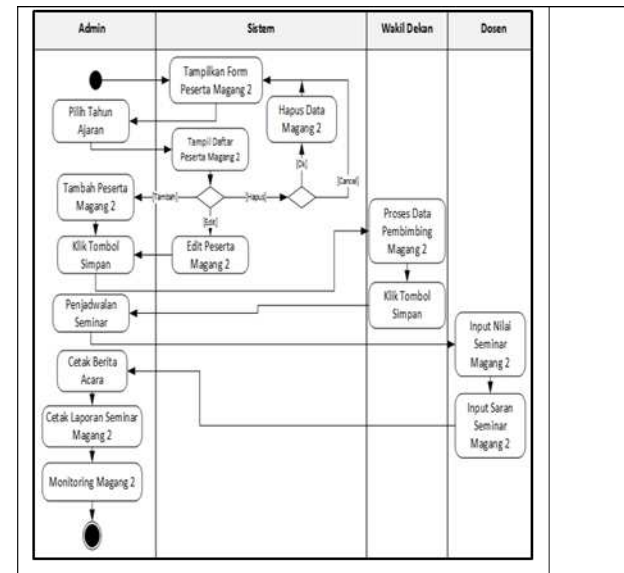 Admin
Sistem
Wakil Dekan
Dosen
Tampilkan Form
Peserta Magang 2
Hapus Data
Magang 2
Pilih Tahun
Ajaran
Tampil Daftar
Peserta Magang 2
[Ok]
[Cancel]
Tambah Peserta
Magang 2
[Tambah]
[Hapus]
[Edit]
Proses Data
Pembimbing
Magang 2
Klik Tombol
Simpan
Edit Peserta
Magang 2
Penjadwalan
Seminar
Klik Tombol
Simpan
Input Nilai
Seminar
Magang 2
Cetak Berita
Acara
Cetak Laporan Seminar
Magang 2
Input Saran
Seminar
Magang 2
Monitoring Magang 2